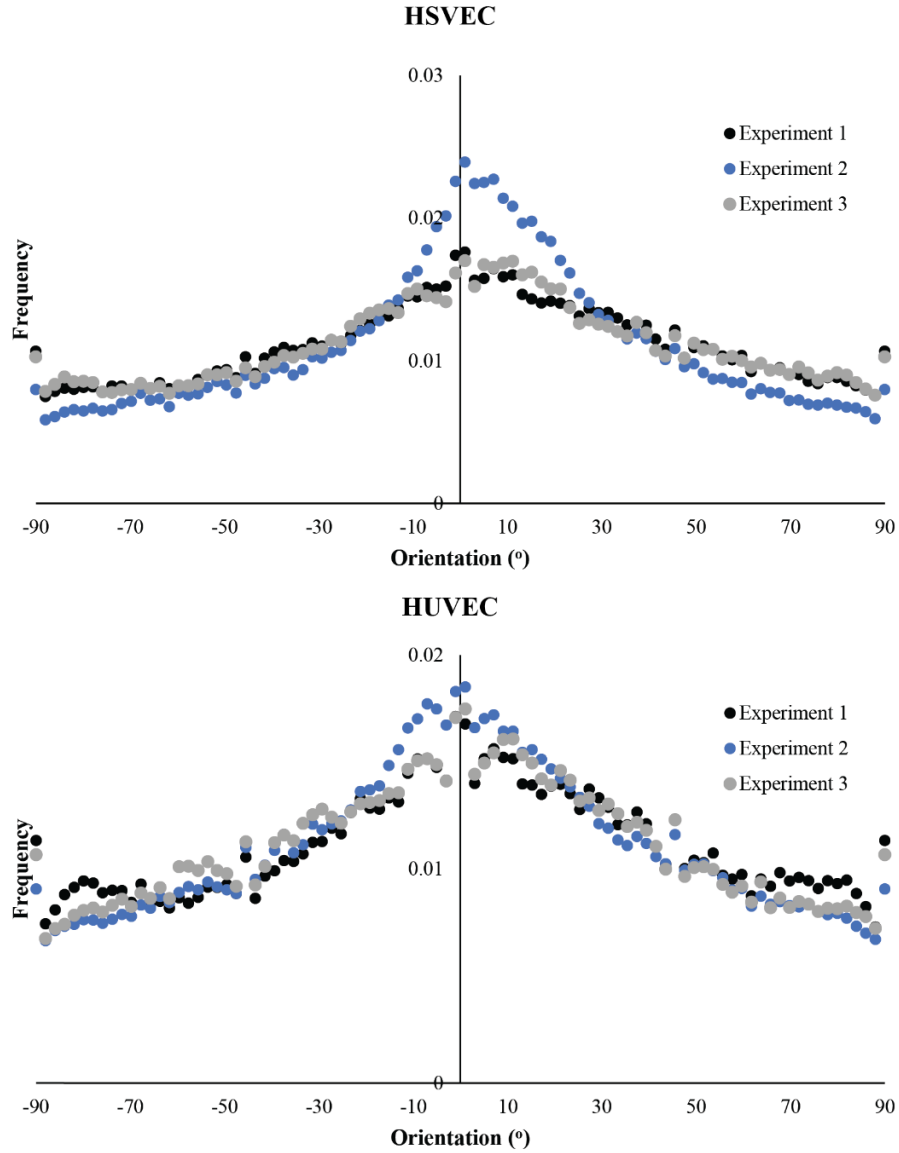 HSVEC
0.03
Experiment 1
Experiment 2
Experiment 3
0.02
Frequency
0.01
0
-90 -70 -50 -30 -10 10 30 50 70 90
Orientation (º)
HUVEC
0.02
Experiment 1
Experiment 2
Experiment 3
0.01
Frequency
0
-90 -70 -50 -30 -10 10 30 50 70 90
Orientation (º)